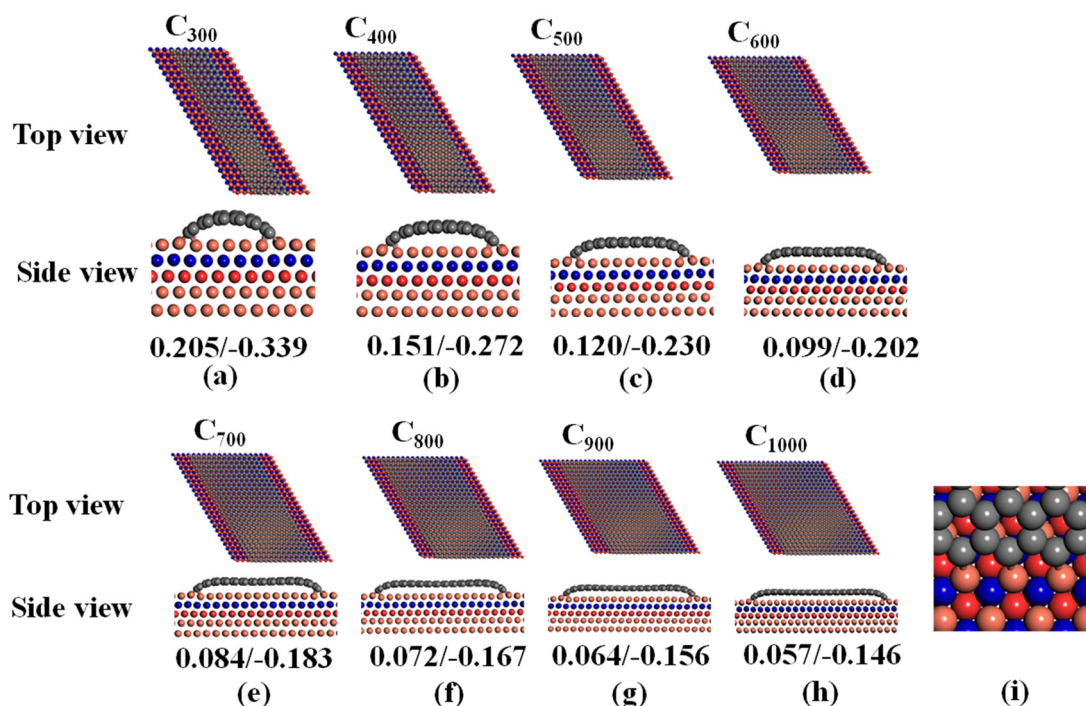 C300 C400 C500 C600
Top view
Side view
0.205/-0.339 0.151/-0.272 0.120/-0.230 0.099/-0.202
(a) (b) (c) (d)
C700 C800 C900 C1000
Top view
Side view
0.084/-0.183 0.072/-0.167 0.064/-0.156 0.057/-0.146
(e) (f) (g) (h) (i)